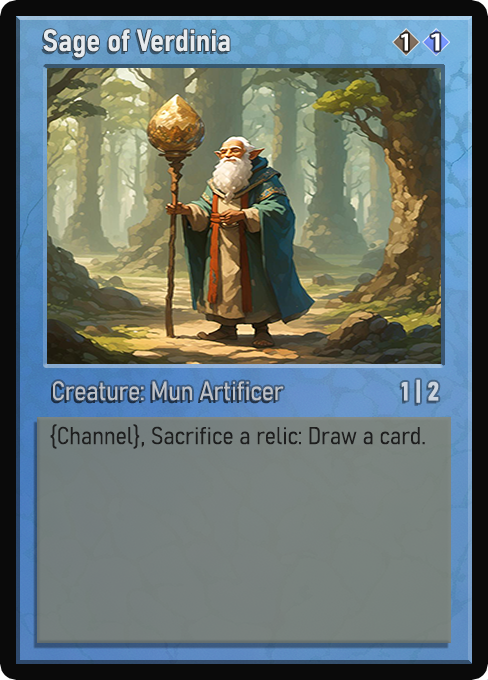 Sage of Verdinia 1 1
Creature: Mun Artificer 1|2
{Channel}, Sacrifice a relic: Draw a card.